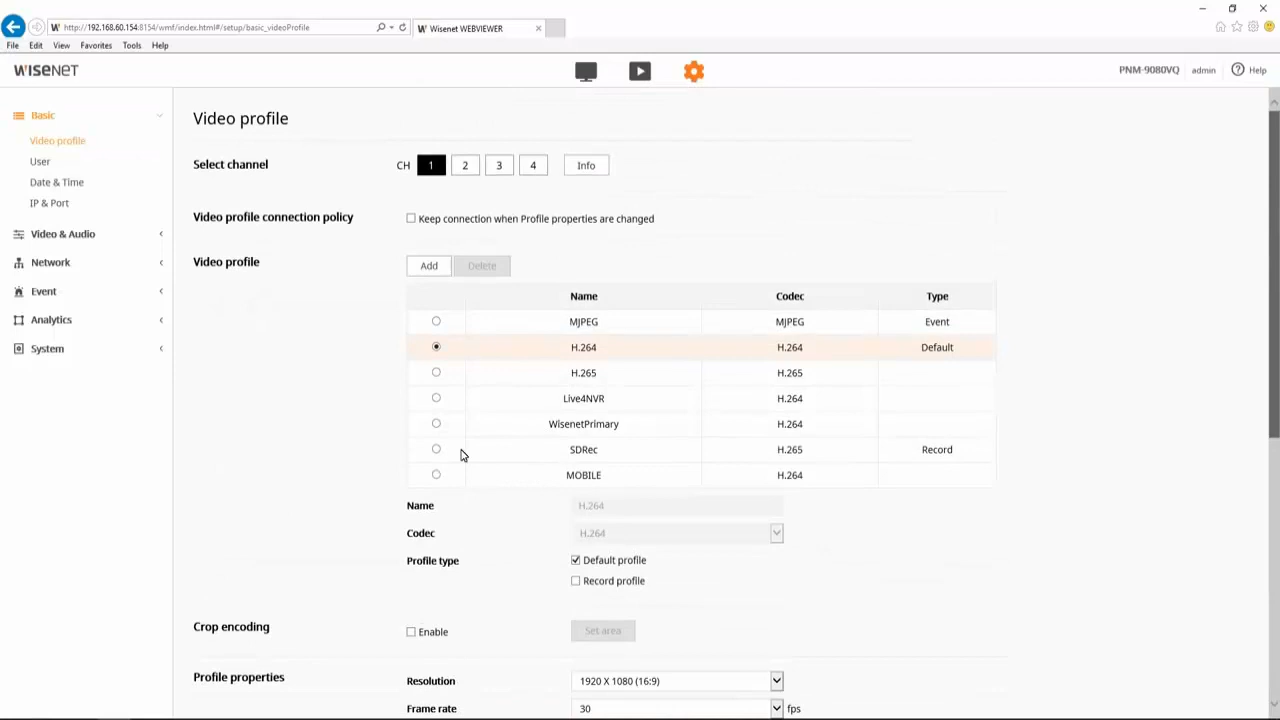 http://192.168.60.154:8154/wmf/index.html#/setup/basic_videoProfile
W Wisenet WEBVIEWER
File Edit View Favorites Tools Help
WISENET
PNM-9080VQ admin Help
Basic
Video profile
User
Date & Time
IP & Port
Video & Audio
Network
Event
Analytics
System
Video profile
Select channel CH 1 2 3 4 Info
Video profile connection policy Keep connection when Profile properties are changed
Video profile Add Delete
Name Codec Type
MJPEG MJPEG Event
H.264 H.264 Default
H.265 H.265
Live4NVR H.264
WisenetPrimary H.264
SDRec H.265 Record
MOBILE H.264
Name H.264
Codec H.264
Profile type Default profile
Record profile
Crop encoding Enable Set area
Profile properties Resolution 1920 X 1080 (16:9)
Frame rate 30 fps